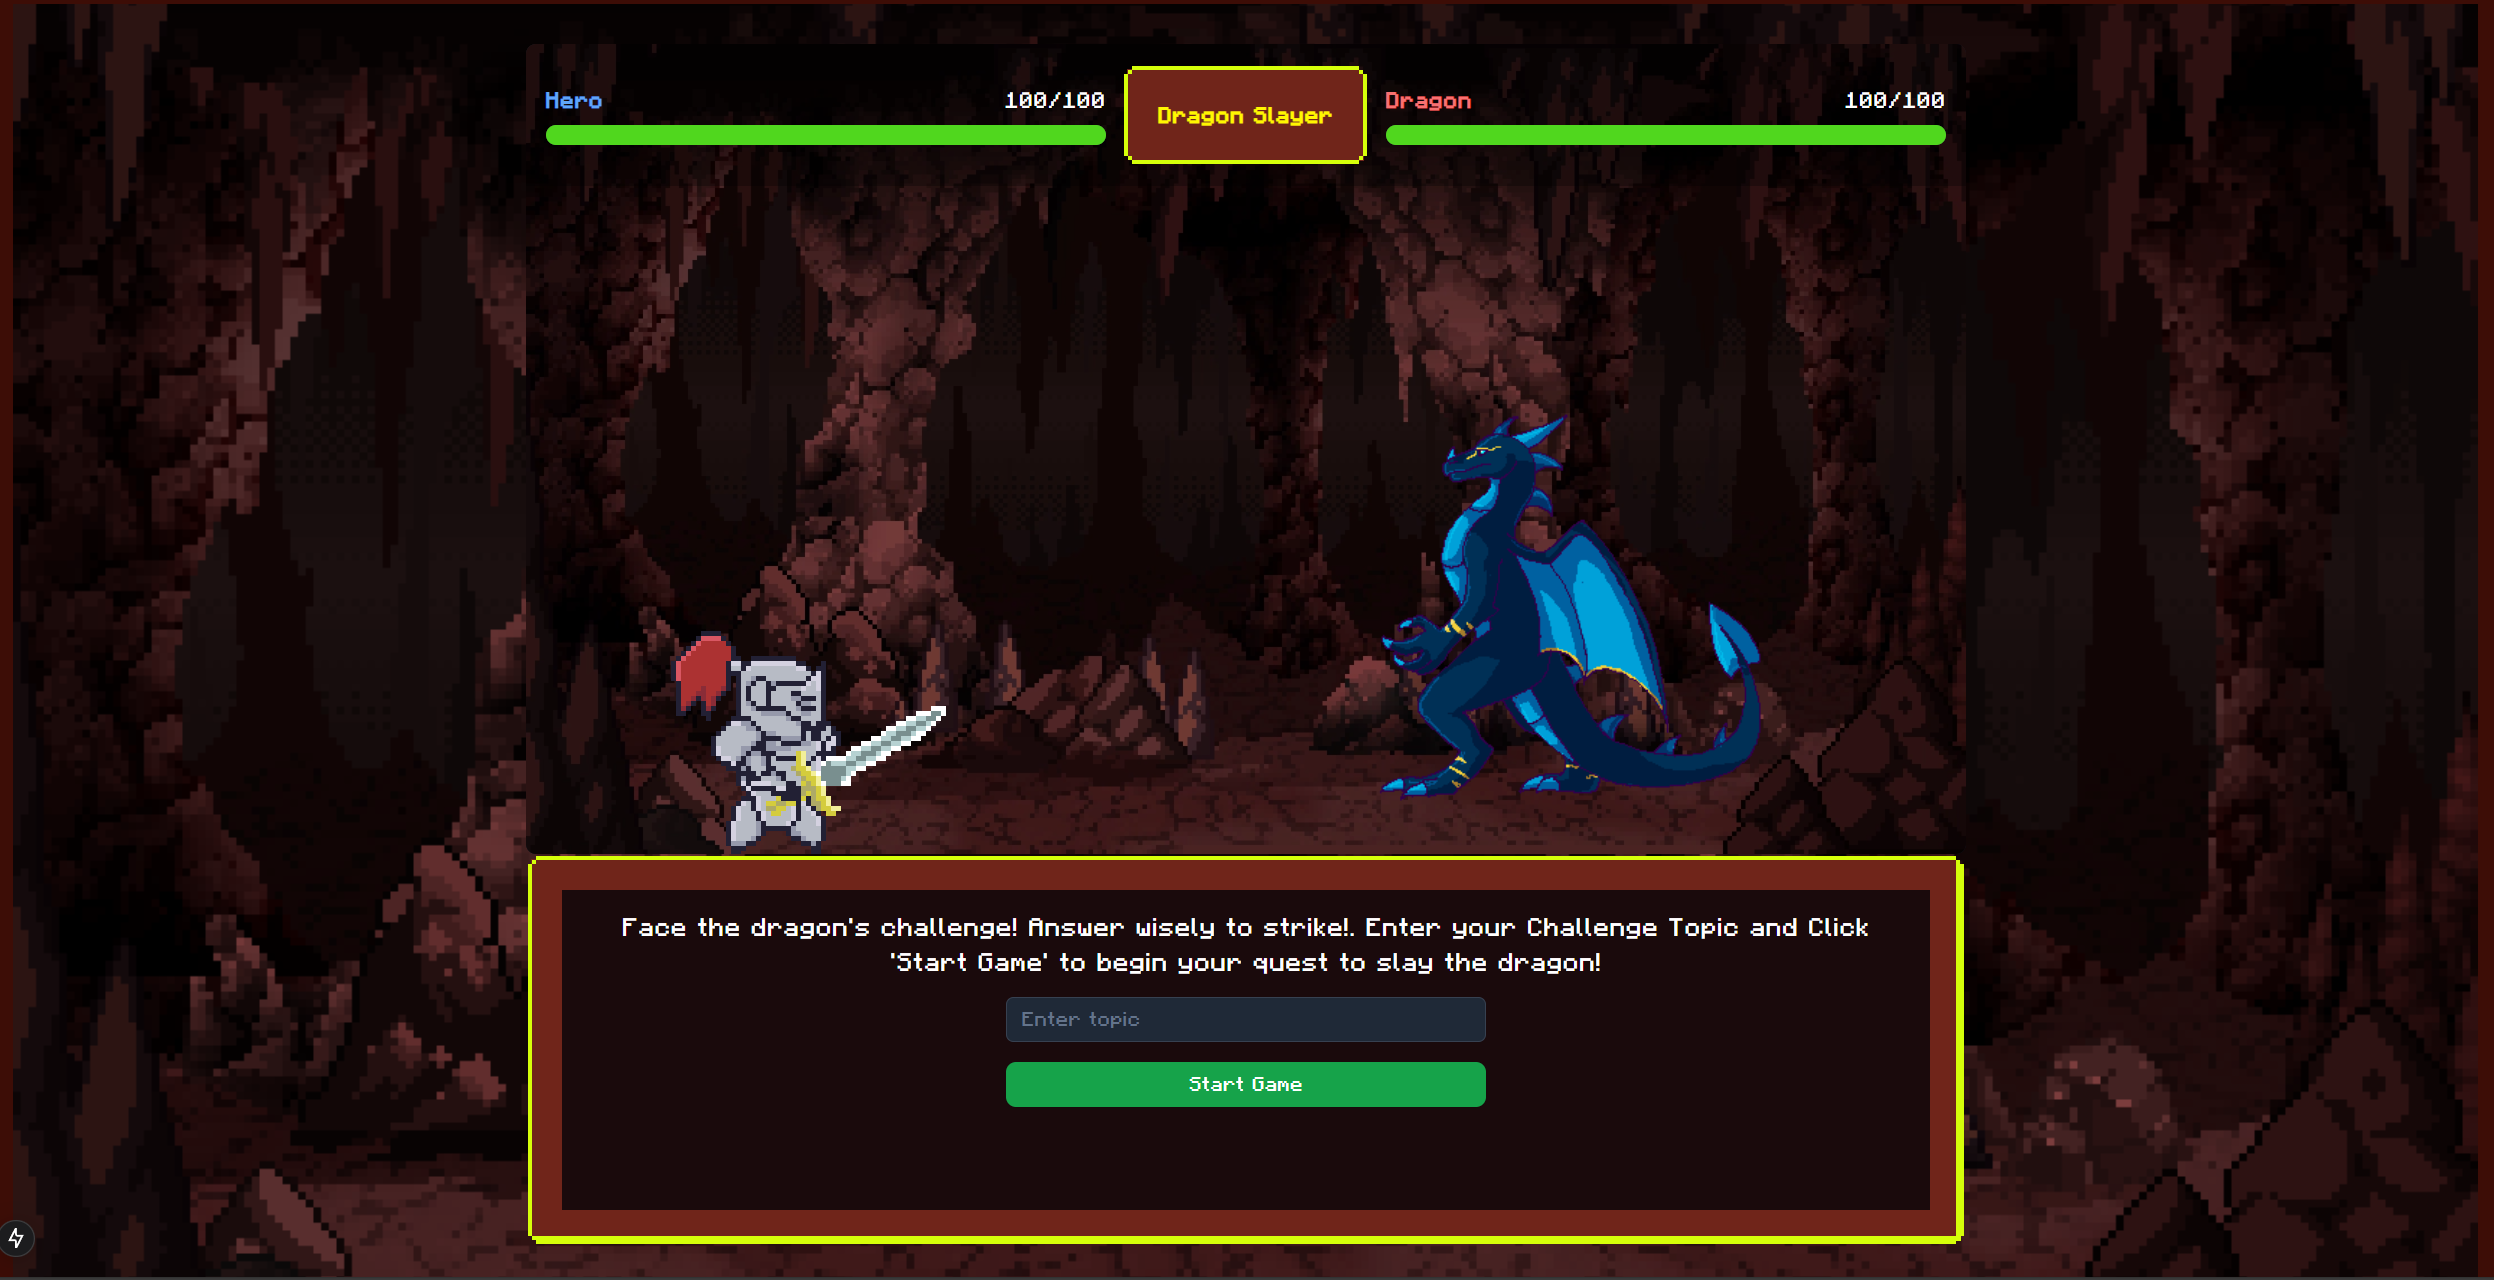 Hero 100/100
Dragon Slayer
Dragon 100/100
Face the dragon's challenge! Answer wisely to strike!. Enter your Challenge Topic and Click
'Start Game' to begin your quest to slay the dragon!
Enter topic
Start Game